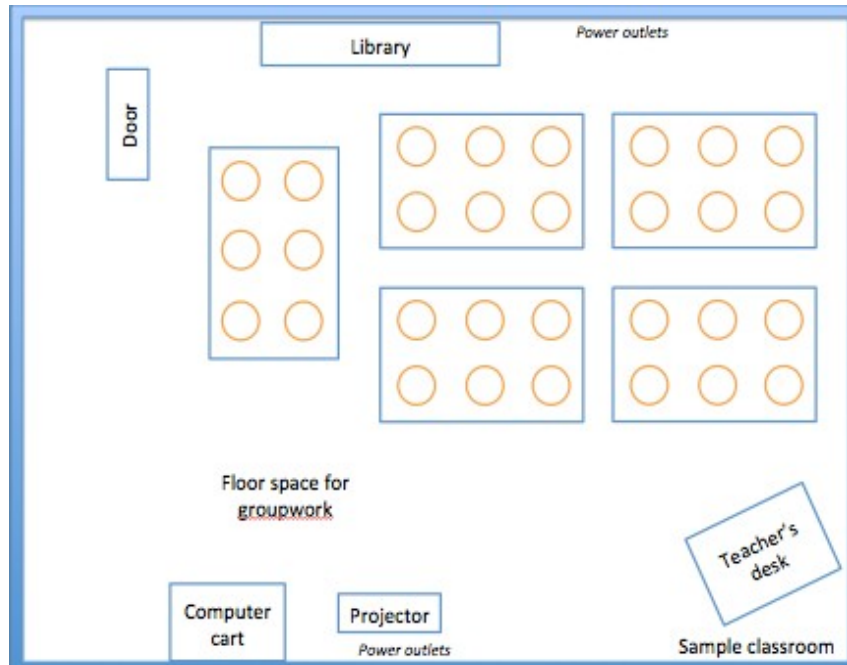 Power outlets
Library
Door
Floor space for
groupwork
Teacher's
desk
Computer
cart
Projector
Power outlets
Sample classroom